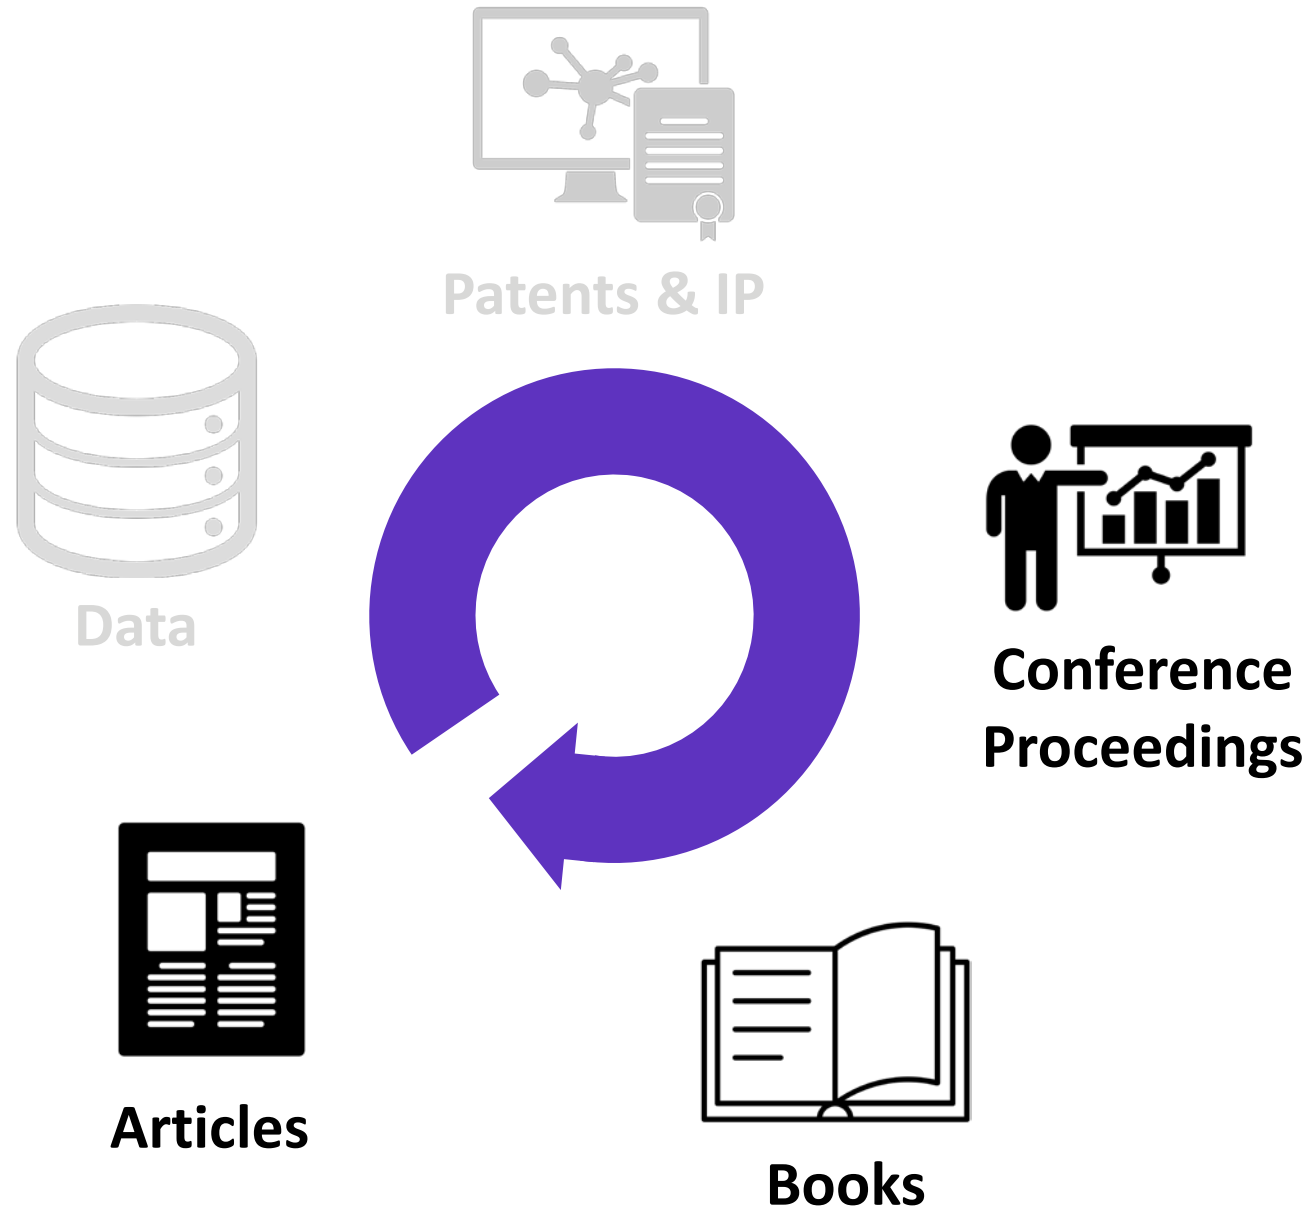 Patents & IP
Data
Conference
Proceedings
Articles
Books